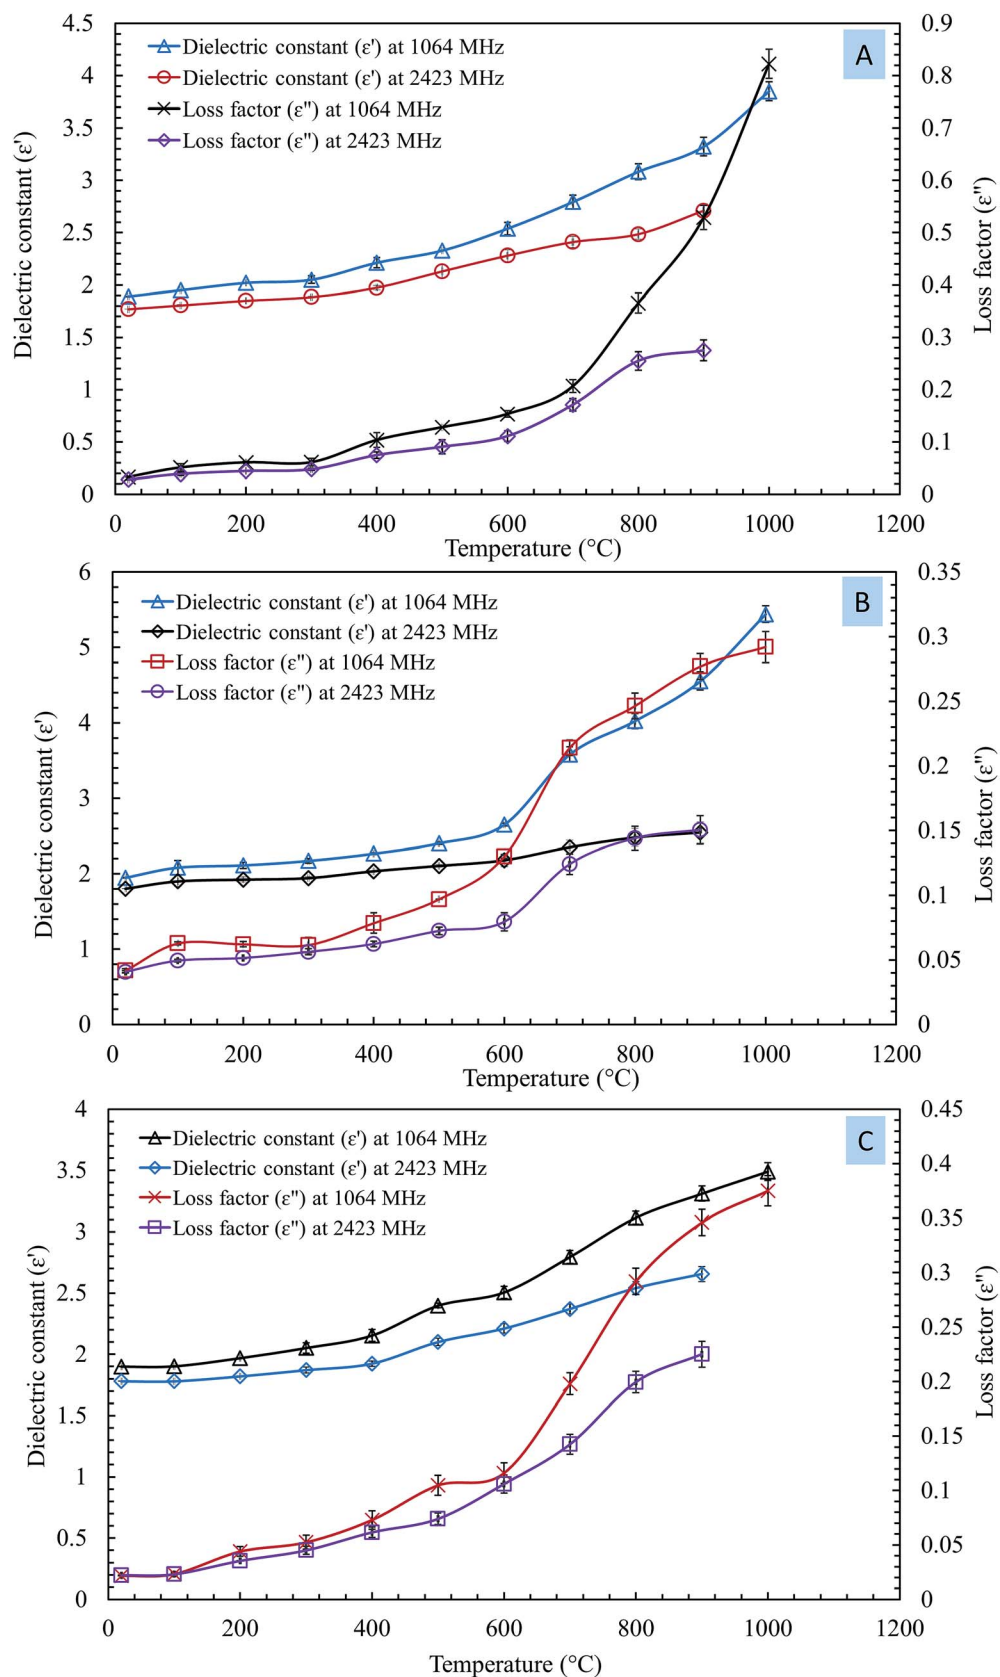 4.5
4
3.5
3
2.5
2
1.5
1
0.5
0
Dielectric constant (ε')
Dielectric constant (ε') at 1064 MHz
Dielectric constant (ε') at 2423 MHz
Loss factor (ε'') at 1064 MHz
Loss factor (ε'') at 2423 MHz
A
0.9
0.8
0.7
0.6
0.5
0.4
0.3
0.2
0.1
0
Loss factor (ε'')
0 200 400 600 800 1000 1200
Temperature (°C)
6
5
4
3
2
1
0
Dielectric constant (ε')
Dielectric constant (ε') at 1064 MHz
Dielectric constant (ε') at 2423 MHz
Loss factor (ε'') at 1064 MHz
Loss factor (ε'') at 2423 MHz
B
0.35
0.3
0.25
0.2
0.15
0.1
0.05
0
Loss factor (ε'')
0 200 400 600 800 1000 1200
Temperature (°C)
4
3.5
3
2.5
2
1.5
1
0.5
0
Dielectric constant (ε')
Dielectric constant (ε') at 1064 MHz
Dielectric constant (ε') at 2423 MHz
Loss factor (ε'') at 1064 MHz
Loss factor (ε'') at 2423 MHz
C
0.45
0.4
0.35
0.3
0.25
0.2
0.15
0.1
0.05
0
Loss factor (ε'')
0 200 400 600 800 1000 1200
Temperature (°C)